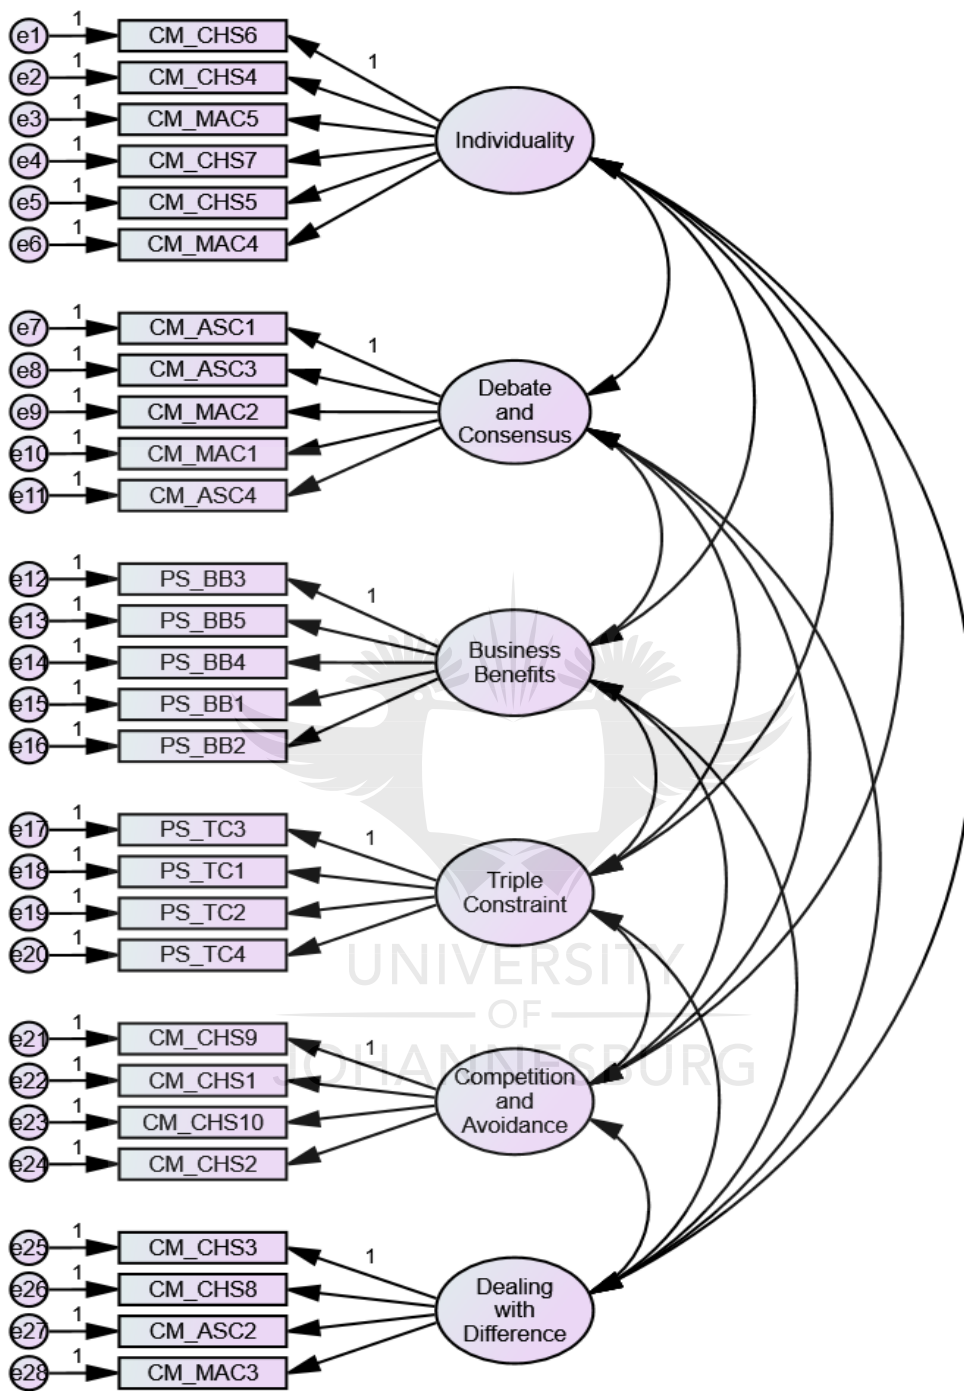 e1 1 CM_CHS6
1
e2 1 CM_CHS4
e3 1 CM_MAC5
Individuality
e4 1 CM_CHS7
e5 1 CM_CHS5
e6 1 CM_MAC4
e7 1 CM_ASC1
1
e8 1 CM_ASC3
e9 1 CM_MAC2
Debate
and
Consensus
e10 1 CM_MAC1
e11 1 CM_ASC4
e12 1 PS_BB3
1
e13 1 PS_BB5
e14 1 PS_BB4
Business
Benefits
e15 1 PS_BB1
e16 1 PS_BB2
e17 1 PS_TC3
1
e18 1 PS_TC1
Triple
Constraint
e19 1 PS_TC2
e20 1 PS_TC4
UNIVERSITY
OF
JOHANNESBURG
e21 1 CM_CHS9
1
e22 1 CM_CHS1
Competition
and
Avoidance
e23 1 CM_CHS10
e24 1 CM_CHS2
e25 1 CM_CHS3
1
e26 1 CM_CHS8
Dealing
with
Difference
e27 1 CM_ASC2
e28 1 CM_MAC3